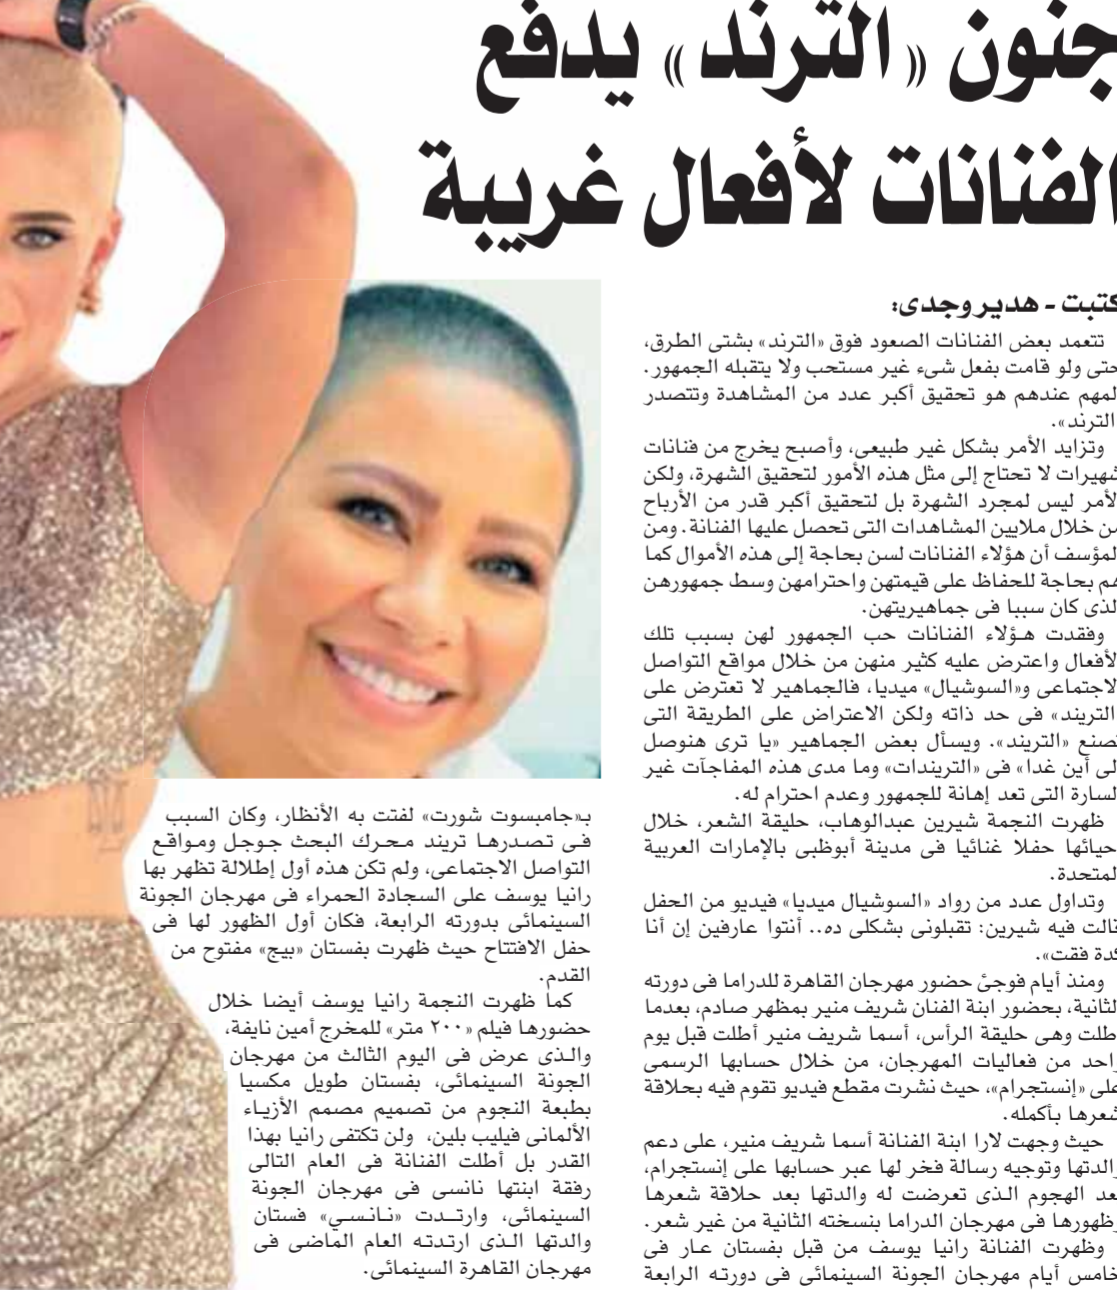 جنون «الترند» يدفع
الفنانات لأفعال غريبة
كتبت - هدير وجدى:
تتعمد بعض الفنانات الصعود فوق «الترند» بشتى الطرق،
حتى ولو قامت بفعل شىء غير مستحب ولا يتقبله الجمهور.
لمهم عندهم هو تحقيق أكبر عدد من المشاهدة وتتصدر
الترند».
وتزايد الأمر بشكل غير طبيعى، وأصبح يخرج من فنانات
شهيرات لا تحتاج إلى مثل هذه الأمور لتحقيق الشهرة، ولكن
لأمر ليس لمجرد الشهرة بل لتحقيق أكبر قدر من الأرباح
من خلال ملايين المشاهدات التى تحصل عليها الفنانة. ومن
لمؤسف أن هؤلاء الفنانات لسن بحاجة إلى هذه الأموال كما
هم بحاجة للحفاظ على قيمتهن واحترامهن وسط جمهورهن
لذى كان سببا فى جماهيريتهن.
وفقدت هؤلاء الفنانات حب الجمهور لهن بسبب تلك
لأفعال واعترض عليه كثير منهن من خلال مواقع التواصل
لاجتماعى و«السوشيال» ميديا، فالجماهير لا تعترض على
التريند» فى حد ذاته ولكن الاعتراض على الطريقة التى
تصنع «التريند». ويسأل بعض الجماهير «يا ترى هنوصل
لى أين غدا» فى «التريندات» وما مدى هذه المفاجآت غير
لسارة التى تعد إهانة للجمهور وعدم احترام له.
ظهرت النجمة شيرين عبدالوهاب، حليقة الشعر، خلال
حيائها حفلا غنائيا فى مدينة أبوظبى بالإمارات العربية
لمتحدة.
وتداول عدد من رواد «السوشيال ميديا» فيديو من الحفل
قالت فيه شيرين: تقبلونى بشكلى ده.. أنتوا عارفين إن أنا
كدة فقت».
ومنذ أيام فوجئ حضور مهرجان القاهرة للدراما فى دورته
لثانية، بحضور ابنة الفنان شريف منير بمظهر صادم، بعدما
طلت وهى حليقة الرأس، أسما شريف منير أطلت قبل يوم
واحد من فعاليات المهرجان، من خلال حسابها الرسمى
على «إنستجرام»، حيث نشرت مقطع فيديو تقوم فيه بحلاقة
شعرها بأكمله.
حيث وجهت لارا ابنة الفنانة أسما شريف منير، على دعم
والدتها وتوجيه رسالة فخر لها عبر حسابها على إنستجرام،
بعد الهجوم الذى تعرضت له والدتها بعد حلاقة شعرها
وظهورها فى مهرجان الدراما بنسخته الثانية من غير شعر.
وظهرت الفنانة رانيا يوسف من قبل بفستان عار فى
خامس أيام مهرجان الجونة السينمائى فى دورته الرابعة
بـ«جامبسوت شورت» لفتت به الأنظار، وكان السبب
فى تصدرها تريند محرك البحث جوجل ومواقع
التواصل الاجتماعى، ولم تكن هذه أول إطلالة تظهر بها
رانيا يوسف على السجادة الحمراء فى مهرجان الجونة
السينمائى بدورته الرابعة، فكان أول الظهور لها فى
حفل الافتتاح حيث ظهرت بفستان «بيج» مفتوح من
القدم.
كما ظهرت النجمة رانيا يوسف أيضا خلال
حضورها فيلم «٢٠٠ متر» للمخرج أمين نايفة،
والذى عرض فى اليوم الثالث من مهرجان
الجونة السينمائى، بفستان طويل مكسيا
بطبعة النجوم من تصميم مصمم الأزياء
الألمانى فيليب بلين، ولن تكتفى رانيا بهذا
القدر بل أطلت الفنانة فى العام التالى
رفقة ابنتها نانسى فى مهرجان الجونة
السينمائى، وارتدت «نانسي» فستان
والدتها الذى ارتدته العام الماضى فى
مهرجان القاهرة السينمائى.